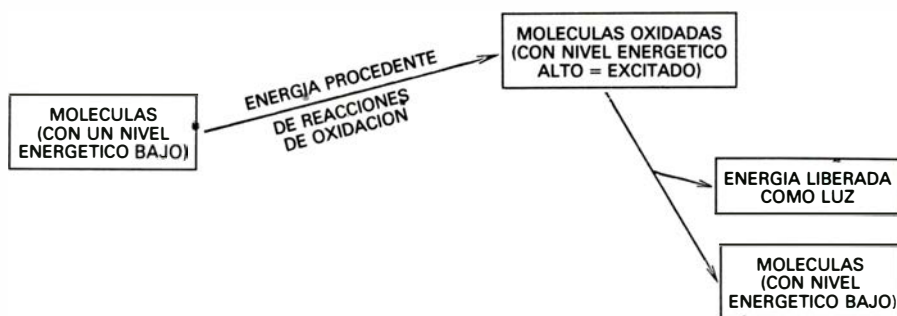 MOLECULAS
(CON UN NIVEL
ENERGETICO BAJO)
ENERGIA PROCEDENTE
DE REACCIONES
DE OXIDACION
MOLECULAS OXIDADAS
(CON NIVEL ENERGETICO
ALTO = EXCITADO)
ENERGIA LIBERADA
COMO LUZ
MOLECULAS
(CON NIVEL
ENERGETICO BAJO)